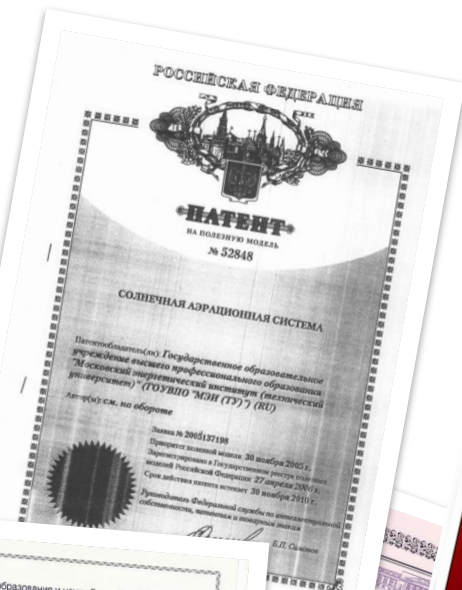 РОССИЙСКАЯ ФЕДЕРАЦИЯ
ПАТЕНТ
НА ПОЛЕЗНУЮ МОДЕЛЬ
№ 52848
СОЛНЕЧНАЯ АЭРАЦИОННАЯ СИСТЕМА
Патентообладатель(ли): Государственное образовательное
учреждение высшего профессионального образования
"Московский энергетический институт (технический
университет)" (ГОУВПО "МЭИ (ТУ)") (RU)
Автор(ы): см. на обороте
Заявка № 2005137198
Приоритет полезной модели 30 ноября 2005 г.
Зарегистрировано в Государственном реестре полезных
моделей Российской Федерации 27 апреля 2006 г.
Срок действия патента истекает 30 ноября 2010 г.
Руководитель Федеральной службы по интеллектуальной
собственности, патентам и товарным знакам
Б.П. Симонов
образования и